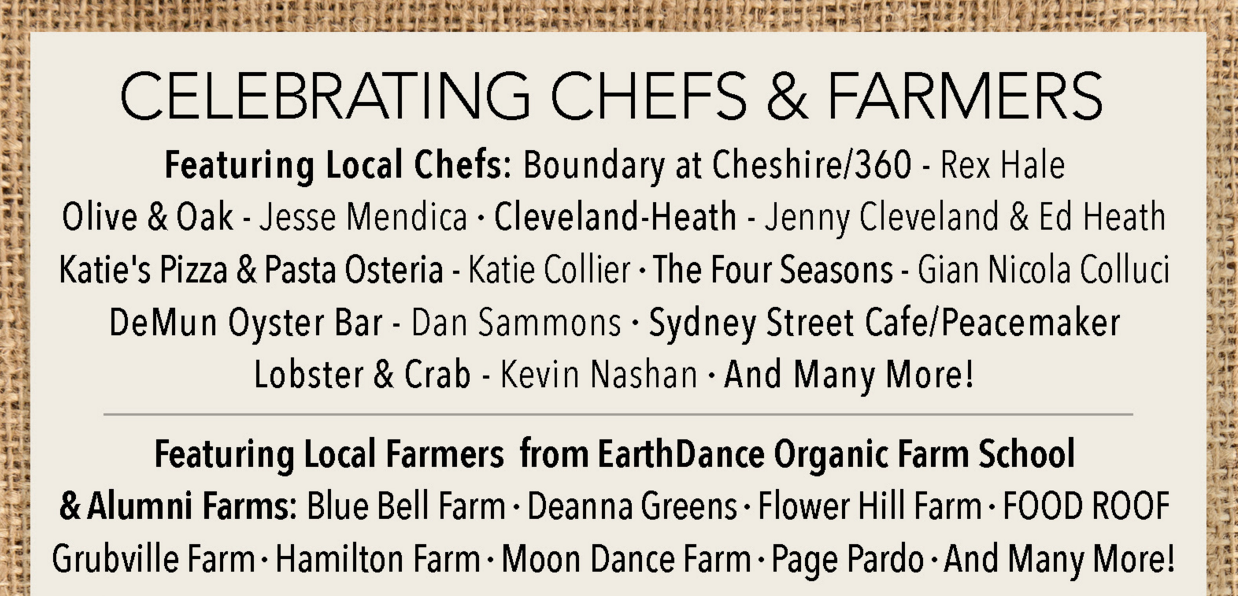 CELEBRATING CHEFS & FARMERS
Featuring Local Chefs: Boundary at Cheshire/360 - Rex Hale
Olive & Oak - Jesse Mendica · Cleveland-Heath - Jenny Cleveland & Ed Heath
Katie's Pizza & Pasta Osteria - Katie Collier · The Four Seasons - Gian Nicola Colluci
DeMun Oyster Bar - Dan Sammons · Sydney Street Cafe/Peacemaker
Lobster & Crab - Kevin Nashan · And Many More!
Featuring Local Farmers from EarthDance Organic Farm School
& Alumni Farms: Blue Bell Farm · Deanna Greens · Flower Hill Farm · FOOD ROOF
Grubville Farm · Hamilton Farm · Moon Dance Farm · Page Pardo · And Many More!